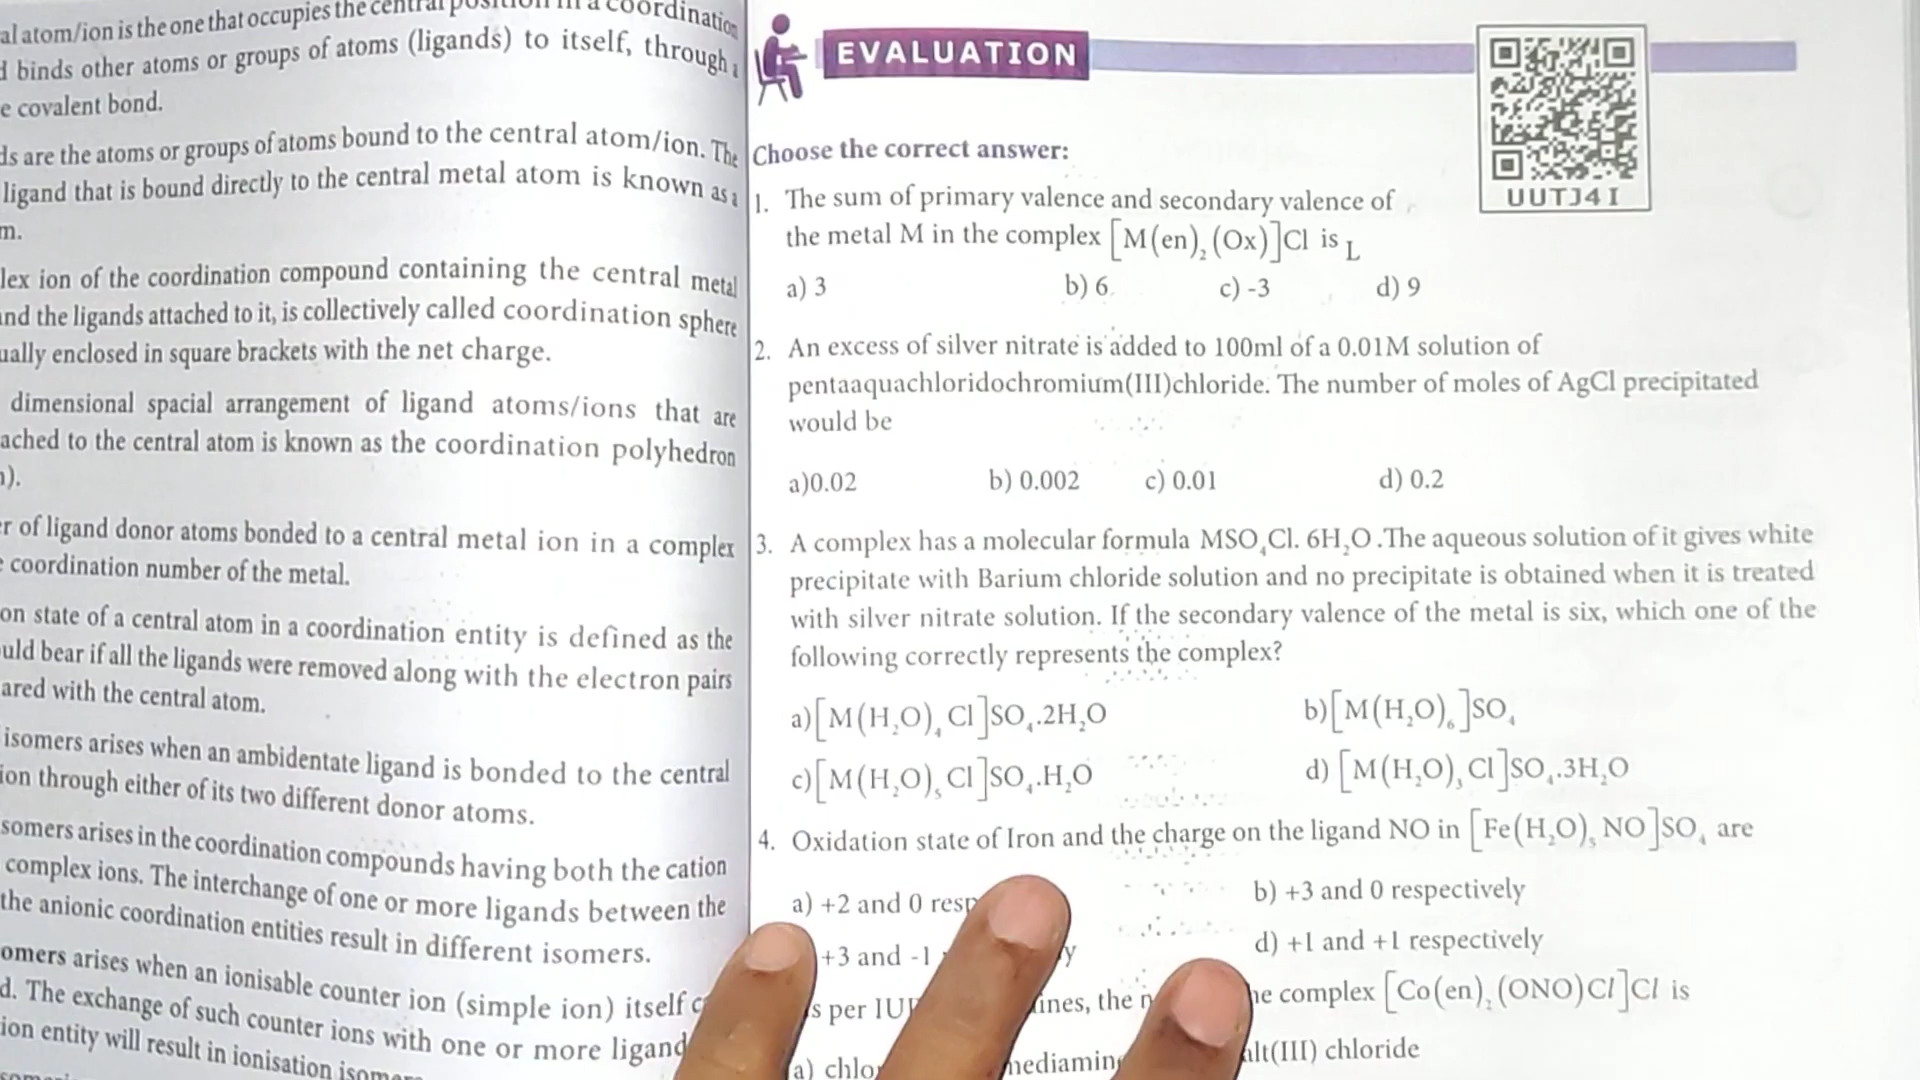 al atom/ion is the one that occupies the central position in a coordination
binds other atoms or groups of atoms (ligands) to itself, through a
e covalent bond.
ds are the atoms or groups of atoms bound to the central atom/ion. The
ligand that is bound directly to the central metal atom is known as a
m.
lex ion of the coordination compound containing the central metal
and the ligands attached to it, is collectively called coordination sphere
ually enclosed in square brackets with the net charge.
dimensional spacial arrangement of ligand atoms/ions that are
ached to the central atom is known as the coordination polyhedron
).
er of ligand donor atoms bonded to a central metal ion in a complex
coordination number of the metal.
on state of a central atom in a coordination entity is defined as the
uld bear if all the ligands were removed along with the electron pairs
ared with the central atom.
isomers arises when an ambidentate ligand is bonded to the central
ion through either of its two different donor atoms.
somers arises in the coordination compounds having both the cation
complex ions. The interchange of one or more ligands between the
the anionic coordination entities result in different isomers.
omers arises when an ionisable counter ion (simple ion) itself c
d. The exchange of such counter ions with one or more ligand
ion entity will result in ionisation isome
EVALUATION
UUTJ4I
Choose the correct answer:
1. The sum of primary valence and secondary valence of
the metal M in the complex [M(en)₂(Ox)]Cl is
a) 3 b) 6 c) -3 d) 9
2. An excess of silver nitrate is added to 100ml of a 0.01M solution of
pentaaquachloridochromium(III)chloride. The number of moles of AgCl precipitated
would be
a)0.02 b) 0.002 c) 0.01 d) 0.2
3. A complex has a molecular formula MSO₄Cl. 6H₂O .The aqueous solution of it gives white
precipitate with Barium chloride solution and no precipitate is obtained when it is treated
with silver nitrate solution. If the secondary valence of the metal is six, which one of the
following correctly represents the complex?
a)[M(H₂O)₄Cl]SO₄.2H₂O b)[M(H₂O)₆]SO₄
c)[M(H₂O)₅Cl]SO₄.H₂O d) [M(H₂O)₃Cl]SO₄.3H₂O
4. Oxidation state of Iron and the charge on the ligand NO in [Fe(H₂O)₅NO]SO₄ are
a) +2 and 0 resp b) +3 and 0 respectively
+3 and -1 y d) +1 and +1 respectively
s per IUP ines, the n he complex [Co(en)₂(ONO)Cl]Cl is
a) chlo nediamin alt(III) chloride